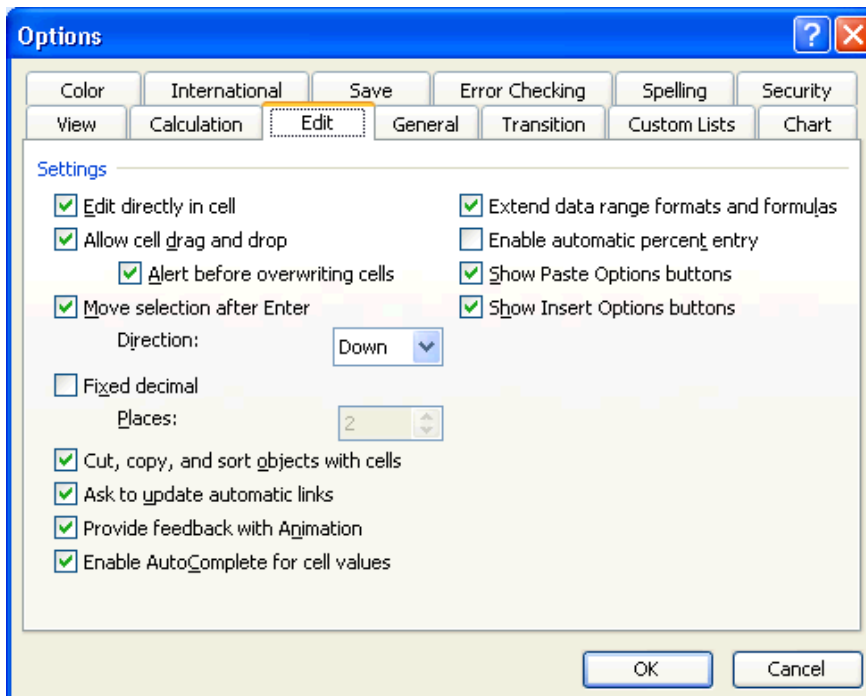 Options
Color International Save Error Checking Spelling Security
View Calculation Edit General Transition Custom Lists Chart
Settings
Edit directly in cell
Allow cell drag and drop
Alert before overwriting cells
Move selection after Enter
Direction: Down
Fixed decimal
Places: 2
Cut, copy, and sort objects with cells
Ask to update automatic links
Provide feedback with Animation
Enable AutoComplete for cell values
Extend data range formats and formulas
Enable automatic percent entry
Show Paste Options buttons
Show Insert Options buttons
OK Cancel